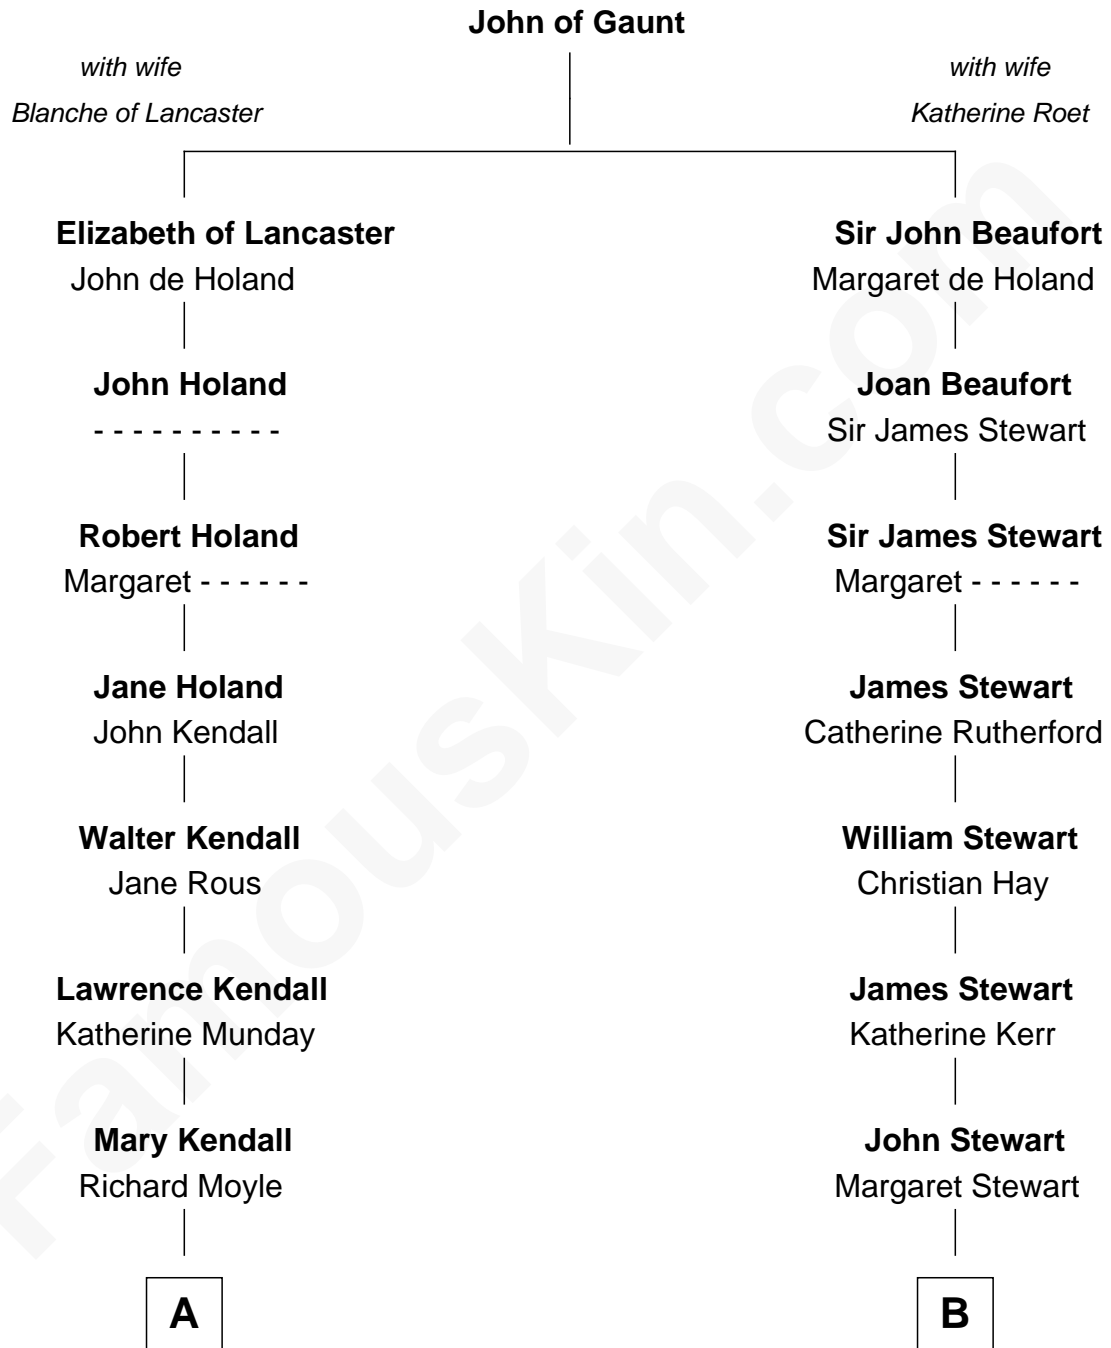 John of Gaunt
with wife
Blanche of Lancaster
with wife
Katherine Roet
Elizabeth of Lancaster
John de Holand
Sir John Beaufort
Margaret de Holand
John Holand
- - - - - - - - - -
Joan Beaufort
Sir James Stewart
Robert Holand
Margaret - - - - - -
Sir James Stewart
Margaret - - - - - -
Jane Holand
John Kendall
James Stewart
Catherine Rutherford
Walter Kendall
Jane Rous
William Stewart
Christian Hay
Lawrence Kendall
Katherine Munday
James Stewart
Katherine Kerr
Mary Kendall
Richard Moyle
John Stewart
Margaret Stewart
A
B
FamousKin.com